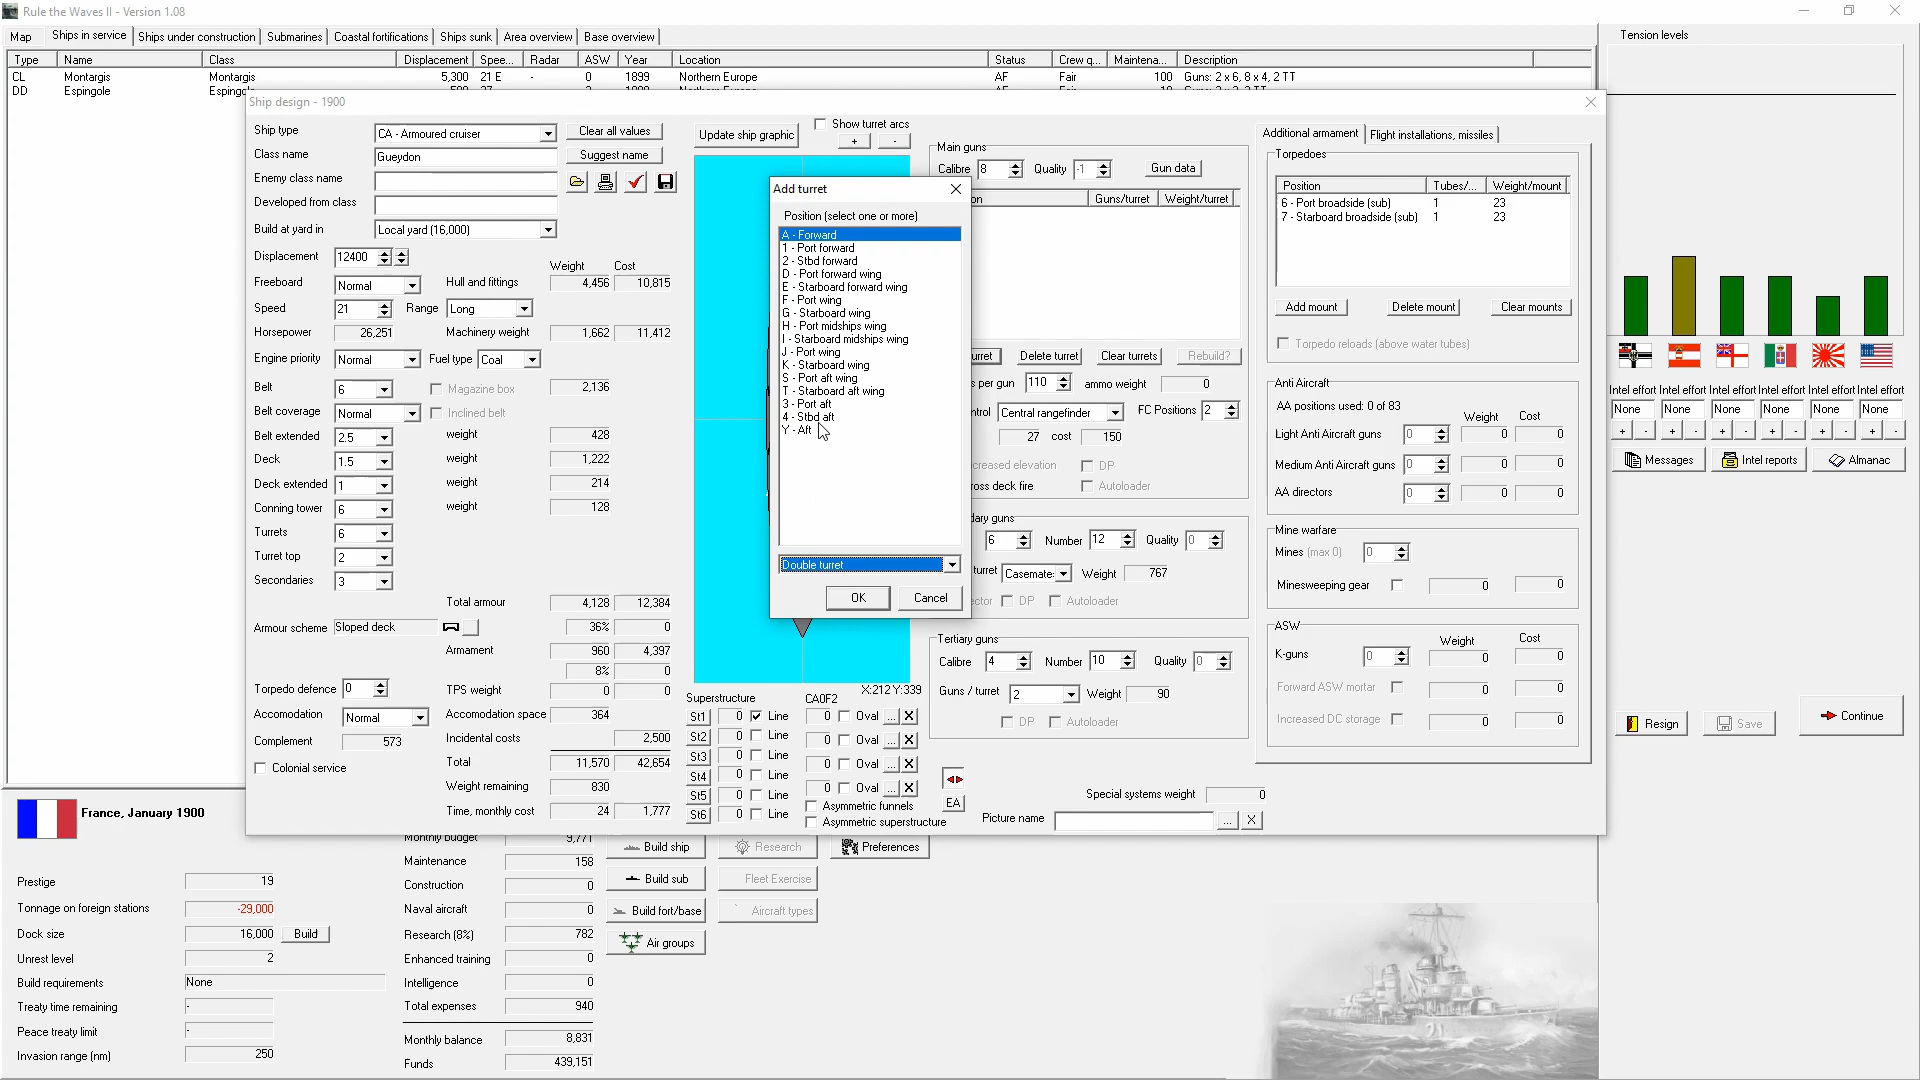 Rule the Waves II - Version 1.08
Map Ships in service Ships under construction Submarines Coastal fortifications Ships sunk Area overview Base overview
Type Name Class Displacement Spee... Radar ASW Year Location Status Crew q... Maintena... Description
CL Montargis Montargis 5,300 21 E - 0 1899 Northern Europe AF Fair 100 Guns: 2 x 6, 8 x 4, 2 TT
DD Espingole
Tension levels
Ship design - 1900
Ship type CA - Armoured cruiser Clear all values
Class name Gueydon Suggest name
Enemy class name
Developed from class
Build at yard in Local yard (16,000)
Displacement 12400
Weight Cost
Freeboard Normal Hull and fittings 4,456 10,815
Speed 21 Range Long
Horsepower 26,251 Machinery weight 1,662 11,412
Engine priority Normal Fuel type Coal
Belt 6 Magazine box 2,136
Belt coverage Normal Inclined belt
Belt extended 2.5 weight 428
Deck 1.5 weight 1,222
Deck extended 1 weight 214
Conning tower 6 weight 128
Turrets 6
Turret top 2
Secondaries 3
Total armour 4,128 12,384
Armour scheme Sloped deck 36% 0
Armament 960 4,397
8% 0
Torpedo defence 0 TPS weight 0 0
Accomodation Normal Accomodation space 364
Complement 573 Incidental costs 2,500
Colonial service Total 11,570 42,654
Weight remaining 830
Time, monthly cost 24 1,777
Update ship graphic Show turret arcs
+ -
Add turret
Position (select one or more)
A - Forward
1 - Port forward
2 - Stbd forward
D - Port forward wing
E - Starboard forward wing
F - Port wing
G - Starboard wing
H - Port midships wing
I - Starboard midships wing
J - Port wing
K - Starboard wing
S - Port aft wing
T - Starboard aft wing
3 - Port aft
4 - Stbd aft
Y - Aft
Double turret
OK Cancel
X:212 Y:339
Superstructure CA0F2
St1 0 Line 0 Oval ... X
St2 0 Line 0 Oval ... X
St3 0 Line 0 Oval ... X
St4 0 Line 0 Oval ... X
St5 0 Line Asymmetric funnels
St6 0 Line Asymmetric superstructure
EA
Main guns
Calibre 8 Quality -1 Gun data
on Guns/turret Weight/turret
urret Delete turret Clear turrets Rebuild?
s per gun 110 ammo weight 0
ntrol Central rangefinder FC Positions 2
27 cost 150
creased elevation DP
ross deck fire Autoloader
dary guns
6 Number 12 Quality 0
turret Casemate: Weight 767
ector DP Autoloader
Tertiary guns
Calibre 4 Number 10 Quality 0
Guns / turret 2 Weight 90
DP Autoloader
Special systems weight 0
Picture name ... X
Additional armament Flight installations, missiles
Torpedoes
Position Tubes/... Weight/mount
6 - Port broadside (sub) 1 23
7 - Starboard broadside (sub) 1 23
Add mount Delete mount Clear mounts
Torpedo reloads (above water tubes)
Anti Aircraft
AA positions used: 0 of 83
Weight Cost
Light Anti Aircraft guns 0 0 0
Medium Anti Aircraft guns 0 0 0
AA directors 0 0 0
Mine warfare
Mines (max 0) 0
Minesweeping gear 0 0
ASW
Weight Cost
K-guns 0 0 0
Forward ASW mortar 0 0
Increased DC storage 0 0
Intel effort Intel effort Intel effort Intel effort Intel effort Intel effort
None None None None None None
+ - + - + - + - + - + -
Messages Intel reports Almanac
Resign Save Continue
France, January 1900
Prestige 19
Tonnage on foreign stations -29,000
Dock size 16,000 Build
Unrest level 2
Build requirements None
Treaty time remaining -
Peace treaty limit -
Invasion range (nm) 250
Monthly budget 9,771
Maintenance 158
Construction 0
Naval aircraft 0
Research (8%) 782
Enhanced training 0
Intelligence 0
Total expenses 940
Monthly balance 8,831
Funds 439,151
Build ship Research Preferences
Build sub Fleet Exercise
Build fort/base Aircraft types
Air groups